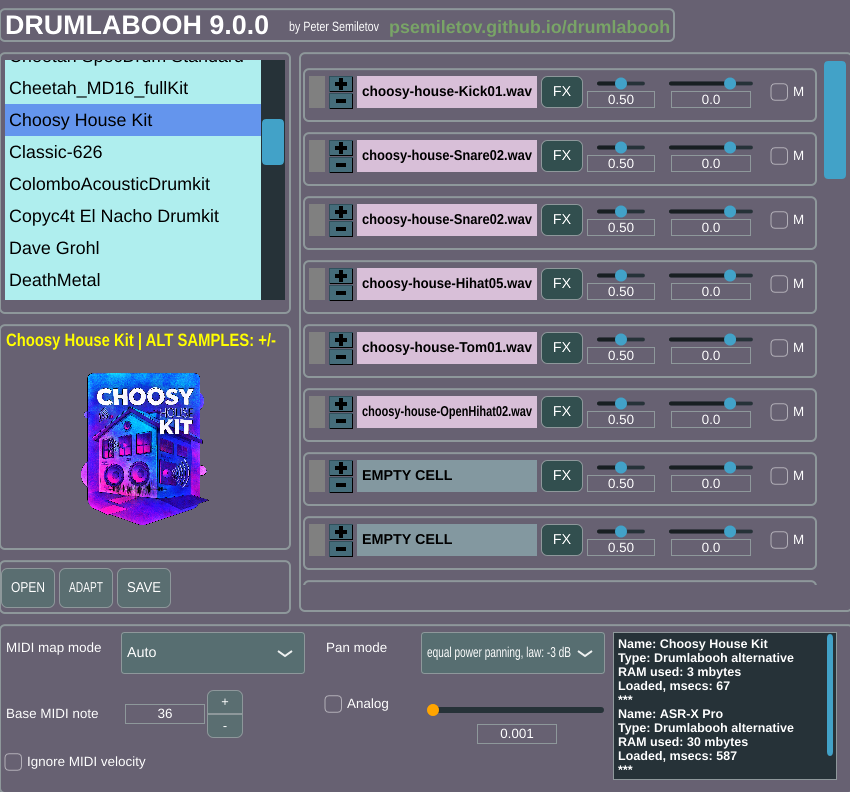 DRUMLABOOH 9.0.0 by Peter Semiletov psemiletov.github.io/drumlabooh
Cheetah SpecDrum Standard
Cheetah_MD16_fullKit
Choosy House Kit
Classic-626
ColomboAcousticDrumkit
Copyc4t El Nacho Drumkit
Dave Grohl
DeathMetal
Choosy House Kit | ALT SAMPLES: +/-
CHOOSY
HOUSE
KIT
OPEN ADAPT SAVE
+ - choosy-house-Kick01.wav FX 0.50 0.0 M
+ - choosy-house-Snare02.wav FX 0.50 0.0 M
+ - choosy-house-Snare02.wav FX 0.50 0.0 M
+ - choosy-house-Hihat05.wav FX 0.50 0.0 M
+ - choosy-house-Tom01.wav FX 0.50 0.0 M
+ - choosy-house-OpenHihat02.wav FX 0.50 0.0 M
+ - EMPTY CELL FX 0.50 0.0 M
+ - EMPTY CELL FX 0.50 0.0 M
MIDI map mode Auto
Base MIDI note 36 + -
Ignore MIDI velocity
Pan mode equal power panning, law: -3 dB
Analog
0.001
Name: Choosy House Kit
Type: Drumlabooh alternative
RAM used: 3 mbytes
Loaded, msecs: 67
***
Name: ASR-X Pro
Type: Drumlabooh alternative
RAM used: 30 mbytes
Loaded, msecs: 587
***